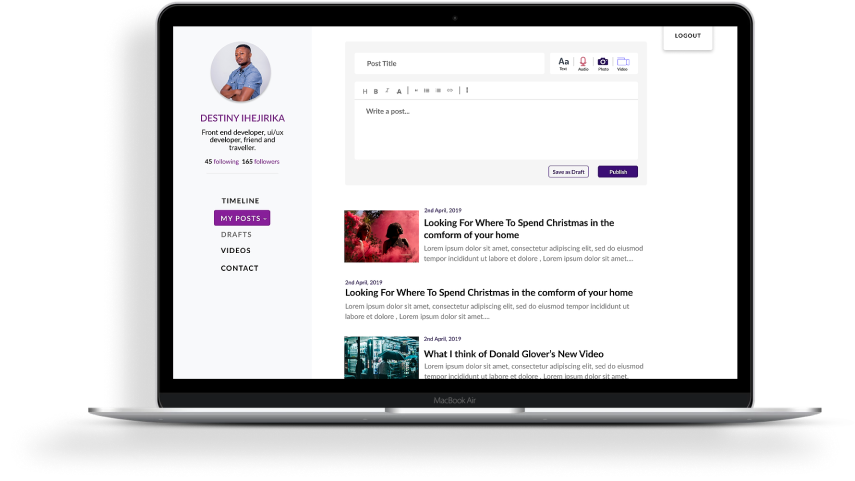 LOGOUT
DESTINY IHEJIRIKA
Front end developer, ui/ux
developer, friend and
traveller.
45 following 165 followers
TIMELINE
MY POSTS -
DRAFTS
VIDEOS
CONTACT
Post Title
Aa
Text
Audio
Photo
Video
H B I A
Write a post...
Save as Draft
Publish
2nd April, 2019
Looking For Where To Spend Christmas in the
comform of your home
Lorem ipsum dolor sit amet, consectetur adipiscing elit, sed do eiusmod
tempor incididunt ut labore et dolore , Lorem ipsum dolor sit amet....
2nd April, 2019
Looking For Where To Spend Christmas in the comform of your home
Lorem ipsum dolor sit amet, consectetur adipiscing elit, sed do eiusmod tempor incididunt ut
labore et dolore , Lorem ipsum dolor sit amet....
2nd April, 2019
What I think of Donald Glover's New Video
Lorem ipsum dolor sit amet, consectetur adipiscing elit, sed do eiusmod
tempor incididunt ut labore et dolore , Lorem ipsum dolor sit amet.
MacBook Air